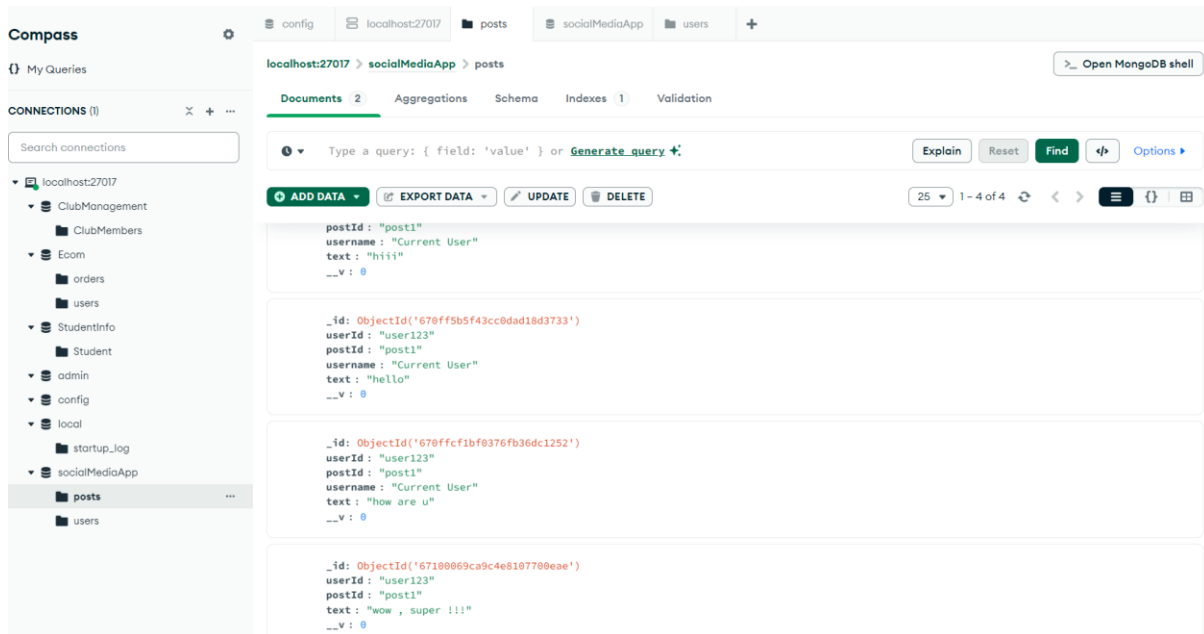 config localhost:27017 posts socialMediaApp users +
Compass
{} My Queries
localhost:27017 > socialMediaApp > posts
>_ Open MongoDB shell
CONNECTIONS (1) + ...
Documents 2 Aggregations Schema Indexes 1 Validation
Search connections
Type a query: { field: 'value' } or Generate query
Explain Reset Find </> Options
localhost:27017
ClubManagement
ClubMembers
Ecom
orders
users
StudentInfo
Student
admin
config
local
startup_log
socialMediaApp
posts ...
users
ADD DATA EXPORT DATA UPDATE DELETE
25 1 – 4 of 4 < > {}
postId : "post1"
username : "Current User"
text : "hiii"
__v : 0
_id: ObjectId('670ff5b5f43cc0dad18d3733')
userId : "user123"
postId : "post1"
username : "Current User"
text : "hello"
__v : 0
_id: ObjectId('670ffcf1bf0376fb36dc1252')
userId : "user123"
postId : "post1"
username : "Current User"
text : "how are u"
__v : 0
_id: ObjectId('67100069ca9c4e8107700eae')
userId : "user123"
postId : "post1"
text : "wow , super !!!"
__v : 0